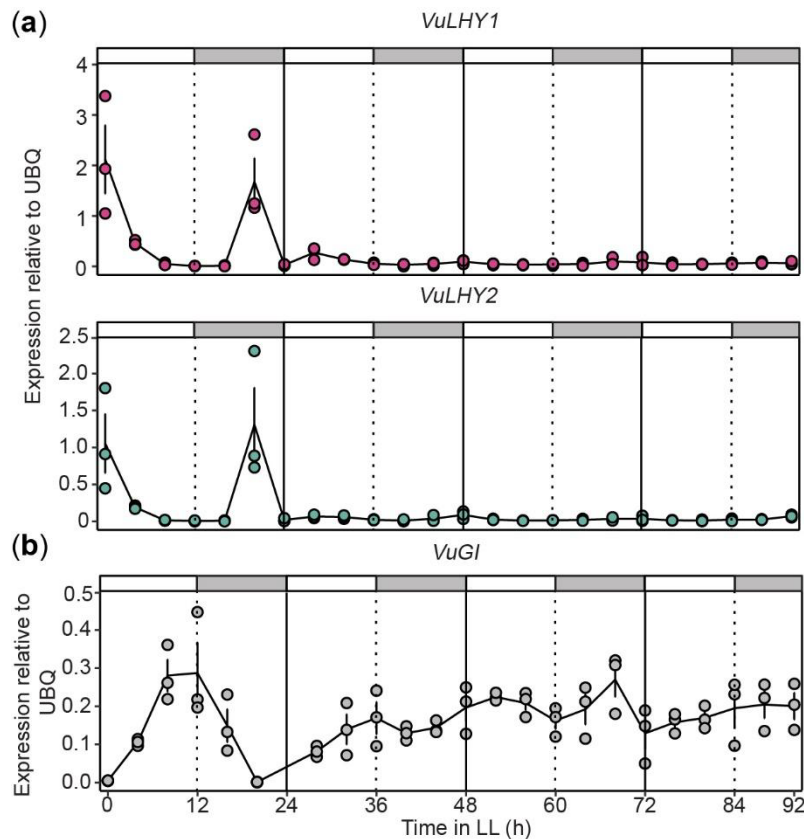 (a)
VuLHY1
4
3
2
1
0
VuLHY2
2.5
2.0
1.5
1.0
0.5
0
Expression relative to UBQ
(b)
VuGI
0.5
0.4
0.3
0.2
0.1
0.0
Expression relative to
UBQ
0 12 24 36 48 60 72 84 92
Time in LL (h)